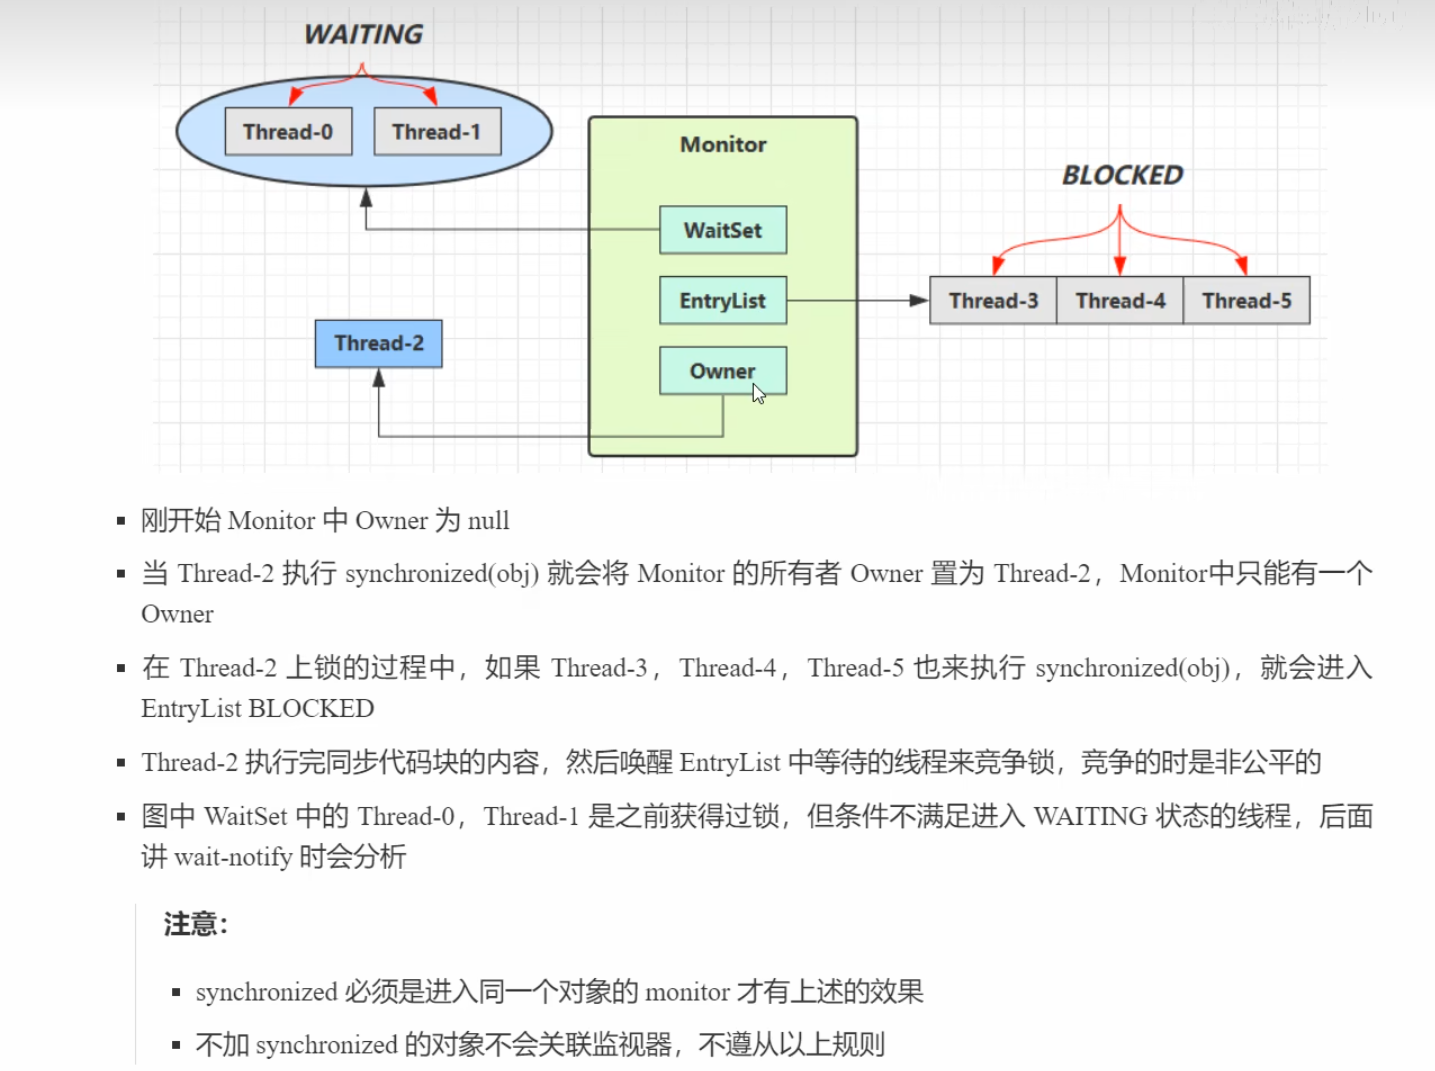 WAITING
Thread-0 Thread-1
Monitor
BLOCKED
WaitSet
EntryList
Thread-3 Thread-4 Thread-5
Thread-2
Owner
刚开始 Monitor 中 Owner 为 null
当 Thread-2 执行 synchronized(obj) 就会将 Monitor 的所有者 Owner 置为 Thread-2，Monitor中只能有一个
Owner
在 Thread-2 上锁的过程中，如果 Thread-3，Thread-4，Thread-5 也来执行 synchronized(obj)，就会进入
EntryList BLOCKED
Thread-2 执行完同步代码块的内容，然后唤醒 EntryList 中等待的线程来竞争锁，竞争的时是非公平的
图中 WaitSet 中的 Thread-0，Thread-1 是之前获得过锁，但条件不满足进入 WAITING 状态的线程，后面
讲 wait-notify 时会分析
注意：
synchronized 必须是进入同一个对象的 monitor 才有上述的效果
不加 synchronized 的对象不会关联监视器，不遵从以上规则